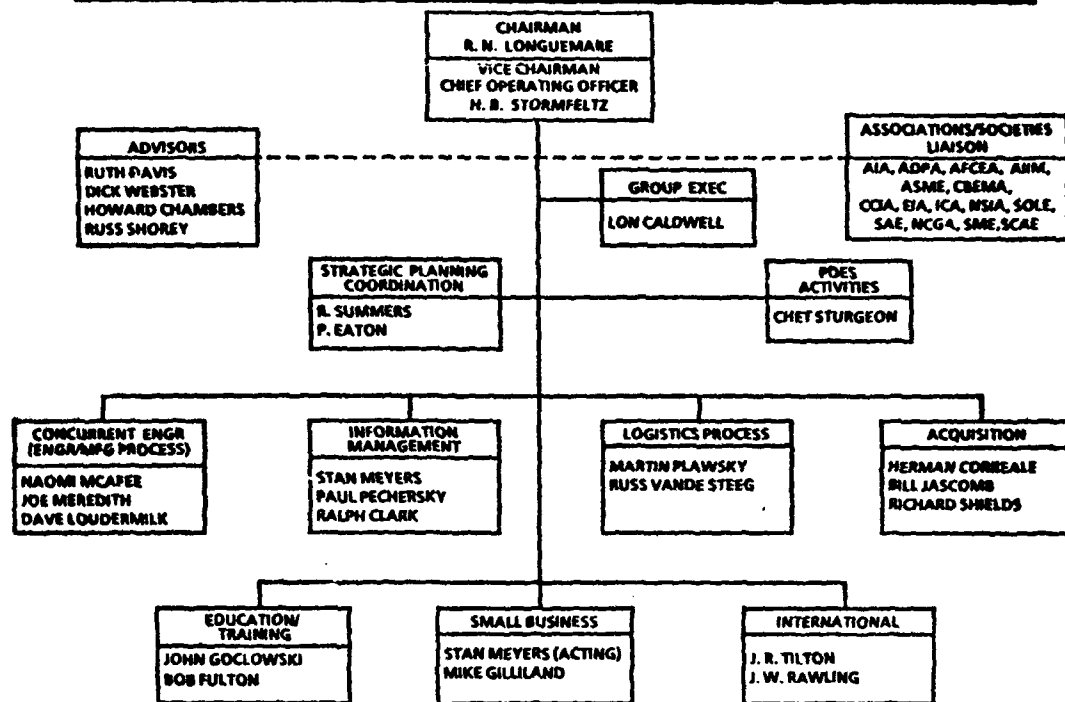 CHAIRMAN
R. N. LONGUEMARE
VICE CHAIRMAN
CHIEF OPERATING OFFICER
H. B. STORMFELTZ
ADVISORS
RUTH DAVIS
DICK WEBSTER
HOWARD CHAMBERS
RUSS SHOREY
ASSOCIATIONS/SOCIETIES
LIAISON
AIA, ADPA, AFCEA, AIIM,
ASME, CBEMA,
CCIA, EIA, ICA, NSIA, SOLE,
SAE, NCGA, SME, SCAE
GROUP EXEC
LON CALDWELL
STRATEGIC PLANNING
COORDINATION
R. SUMMERS
P. EATON
PDES
ACTIVITIES
CHET STURGEON
CONCURRENT ENGR
(ENGR/MFG PROCESS)
NAOMI MCAFEE
JOE MEREDITH
DAVE LOUDERMILK
INFORMATION
MANAGEMENT
STAN MEYERS
PAUL PECHERSKY
RALPH CLARK
LOGISTICS PROCESS
MARTIN PLAWSKY
RUSS VANDE STEEG
ACQUISITION
HERMAN CORREALE
BILL JASCOMB
RICHARD SHIELDS
EDUCATION/
TRAINING
JOHN GOCLOWSKI
BOB FULTON
SMALL BUSINESS
STAN MEYERS (ACTING)
MIKE GILLILAND
INTERNATIONAL
J. R. TILTON
J. W. RAWLING